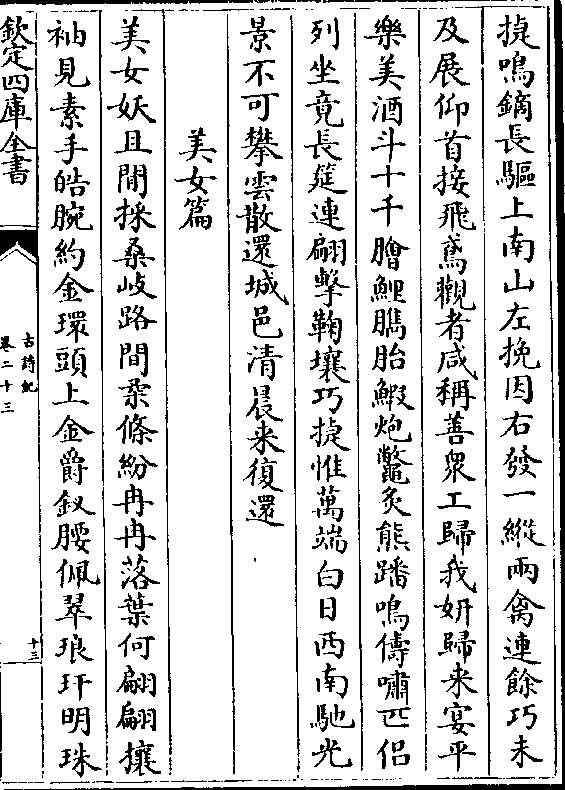 㨗鳴鏑長驅上南山左挽因右發一縱兩禽連餘巧未
及展仰首接飛鳶觀者咸稱善衆工歸我姸歸来宴平
樂美酒斗十千膾鯉臇胎鰕炮鼈炙熊蹯鳴儔嘯匹侣
列坐竟長筵連翩擊鞠壤巧捷惟萬端白日西南馳光
景不可攀雲散還城邑清晨来復還
美女篇
美女妖且閒採桑岐路間桑條紛冉冉落葉何翩翩攘
袖見素手皓腕約金環頭上金爵釵腰佩翠琅玕明珠
欽定四庫全書
古詩紀
卷二十三
十三